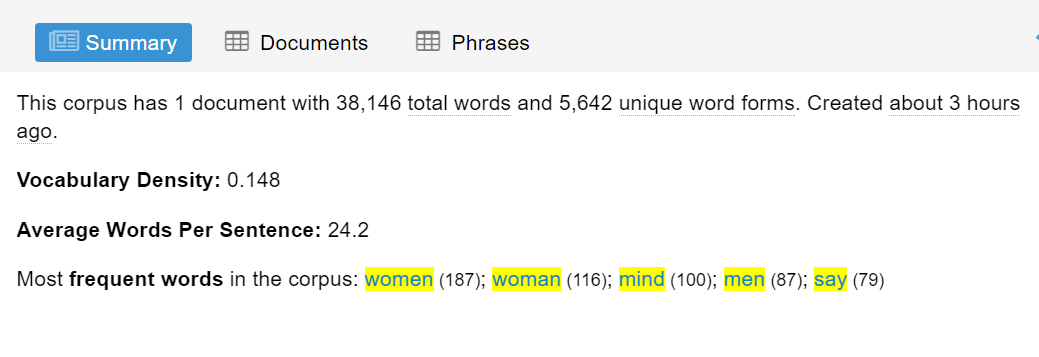 Summary Documents Phrases
This corpus has 1 document with 38,146 total words and 5,642 unique word forms. Created about 3 hours
ago.
Vocabulary Density: 0.148
Average Words Per Sentence: 24.2
Most frequent words in the corpus: women (187); woman (116); mind (100); men (87); say (79)